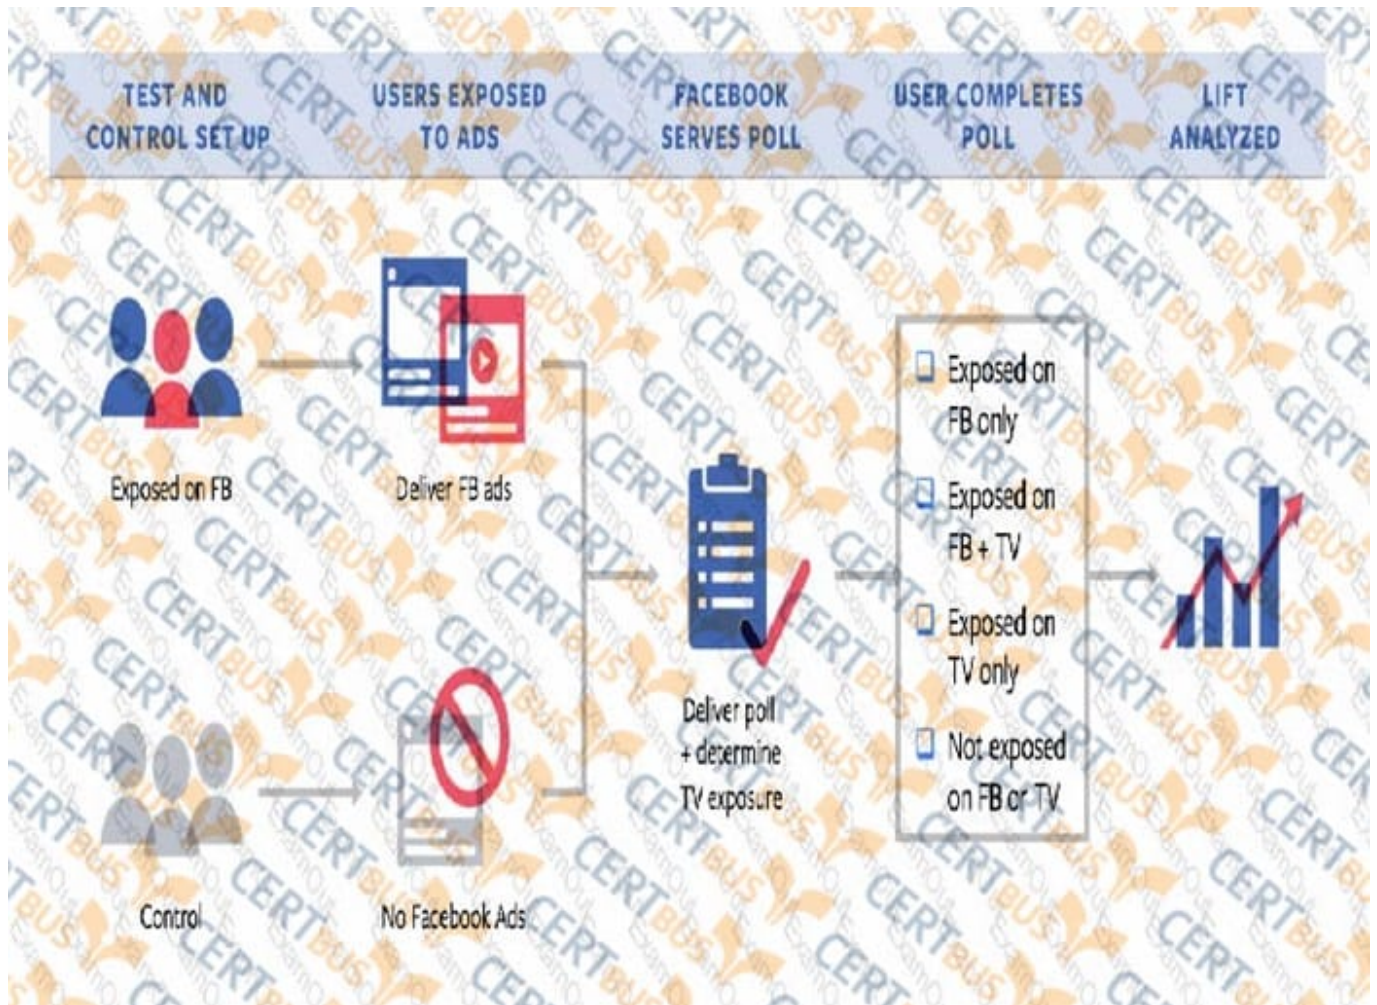 TEST AND
CONTROL SET UP
USERS EXPOSED
TO ADS
FACEBOOK
SERVES POLL
USER COMPLETES
POLL
LIFT
ANALYZED
Exposed on FB
Deliver FB ads
Control
No Facebook Ads
Deliver poll
+ determine
TV exposure
Exposed on
FB only
Exposed on
FB + TV
Exposed on
TV only
Not exposed
on FB or TV
CERTBUS